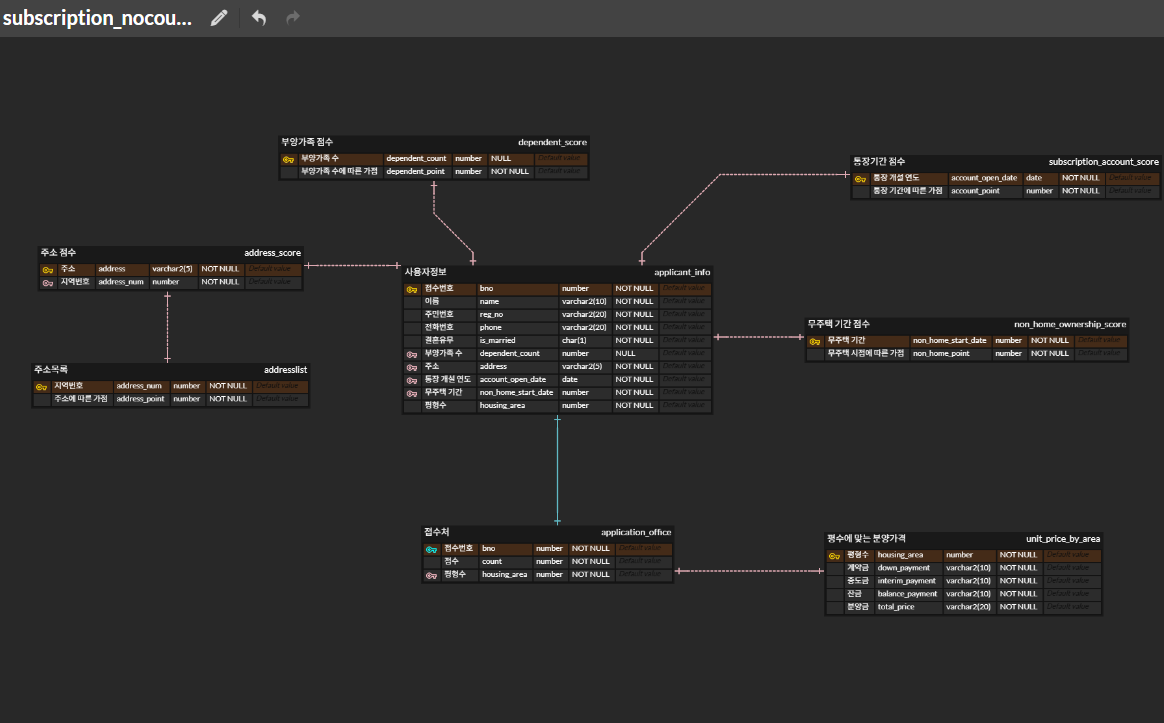 subscription_nocou...
부양가족 점수 dependent_score
부양가족 수 dependent_count number NULL Default value
부양가족 수에 따른 가점 dependent_point number NOT NULL Default value
통장기간 점수 subscription_account_score
통장 개설 연도 account_open_date date NOT NULL Default value
통장 기간에 따른 가점 account_point number NOT NULL Default value
주소 점수 address_score
주소 address varchar2(5) NOT NULL Default value
지역번호 address_num number NOT NULL Default value
사용자정보 applicant_info
접수번호 bno number NOT NULL Default value
이름 name varchar2(10) NOT NULL Default value
주민번호 reg_no varchar2(20) NOT NULL Default value
전화번호 phone varchar2(20) NOT NULL Default value
결혼유무 is_married char(1) NOT NULL Default value
부양가족 수 dependent_count number NULL Default value
주소 address varchar2(5) NOT NULL Default value
통장 개설 연도 account_open_date date NOT NULL Default value
무주택 기간 non_home_start_date number NOT NULL Default value
평형수 housing_area number NOT NULL Default value
무주택 기간 점수 non_home_ownership_score
무주택 기간 non_home_start_date number NOT NULL Default value
무주택 시점에 따른 가점 non_home_point number NOT NULL Default value
주소목록 addresslist
지역번호 address_num number NOT NULL Default value
주소에 따른 가점 address_point number NOT NULL Default value
접수처 application_office
접수번호 bno number NOT NULL Default value
점수 count number NOT NULL Default value
평형수 housing_area number NOT NULL Default value
평수에 맞는 분양가격 unit_price_by_area
평형수 housing_area number NOT NULL Default value
계약금 down_payment varchar2(10) NOT NULL Default value
중도금 interim_payment varchar2(10) NOT NULL Default value
잔금 balance_payment varchar2(10) NOT NULL Default value
분양금 total_price varchar2(20) NOT NULL Default value